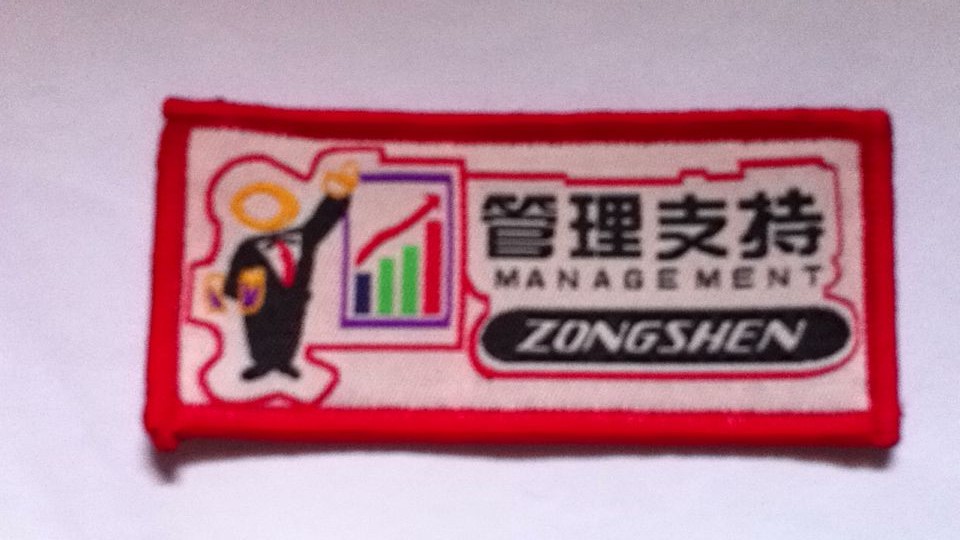 管理支持
MANAGEMENT
ZONGSHEN